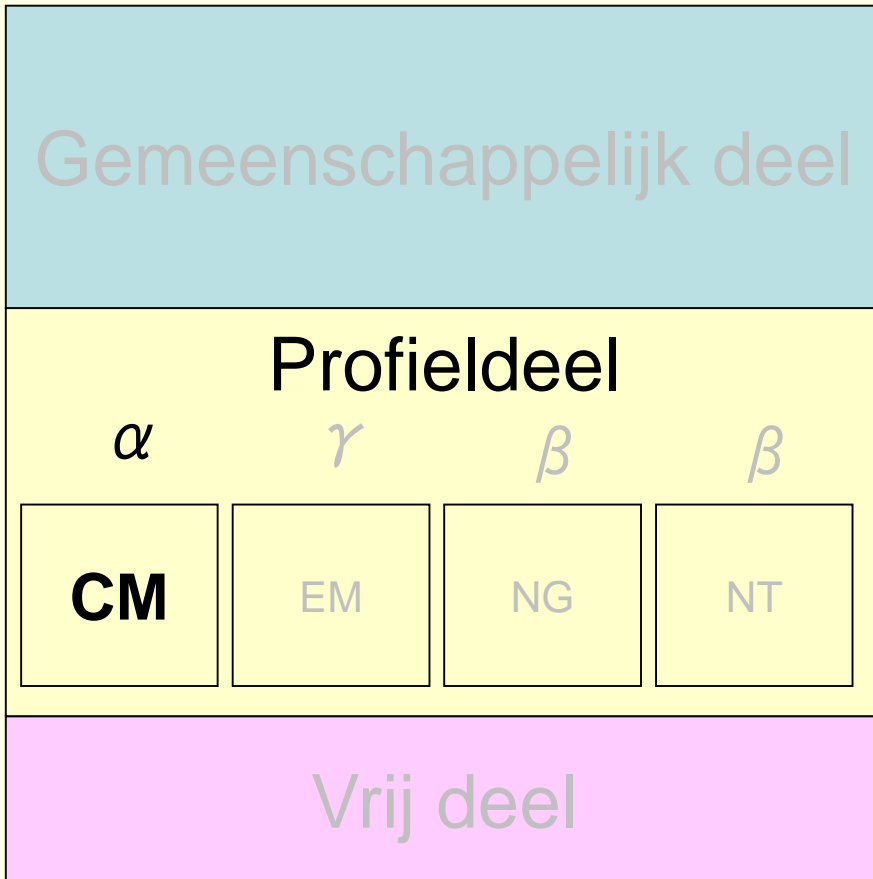 Gemeenschappelijk deel
Profieldeel
α γ β β
CM EM NG NT
Vrij deel